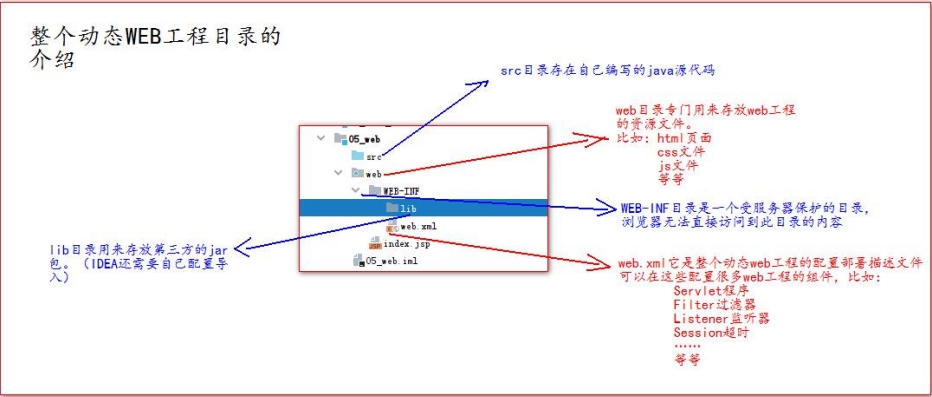 整个动态WEB工程目录的
介绍
src目录存在自己编写的java源代码
web目录专门用来存放web工程
的资源文件。
比如：html页面
css文件
js文件
等等
05_web
src
web
WEB-INF
lib
web.xml
index.jsp
05_web.iml
WEB-INF目录是一个受服务器保护的目录，
浏览器无法直接访问到此目录的内容
lib目录用来存放第三方的jar
包。（IDEA还需要自己配置导
入）
web.xml它是整个动态web工程的配置部署描述文件
可以在这些配置很多web工程的组件，比如：
Servlet程序
Filter过滤器
Listener监听器
Session超时
……
等等